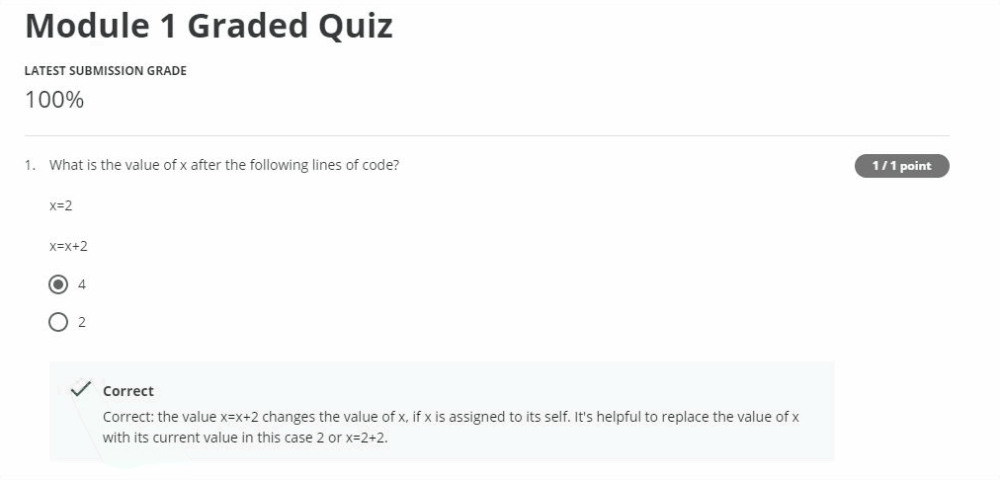 Module 1 Graded Quiz
LATEST SUBMISSION GRADE
100%
1. What is the value of x after the following lines of code?
1 / 1 point
x=2
x=x+2
4
2
Correct
Correct: the value x=x+2 changes the value of x, if x is assigned to its self. It's helpful to replace the value of x
with its current value in this case 2 or x=2+2.